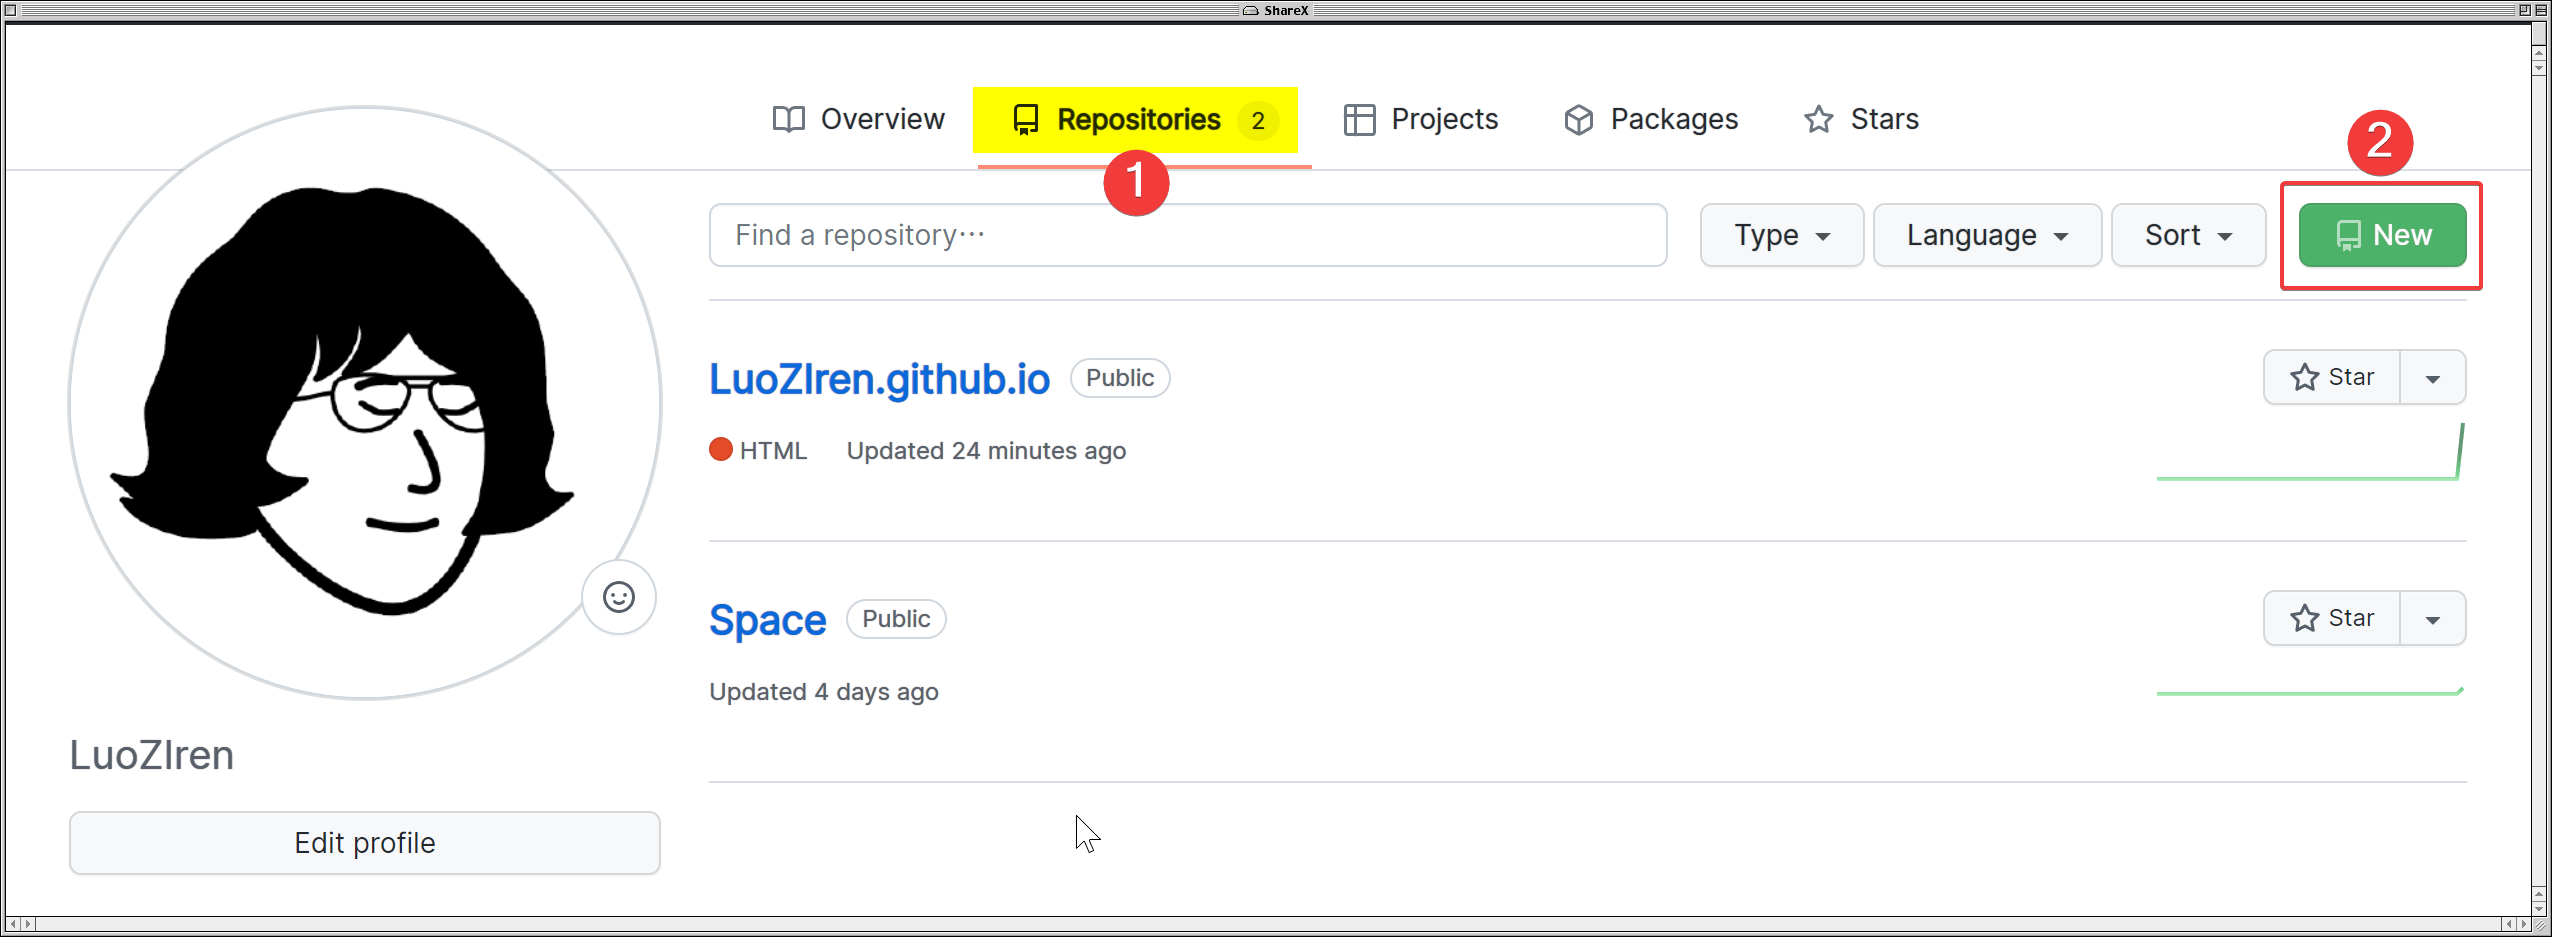 ShareX
Overview Repositories 2 Projects Packages Stars
1
2
Find a repository… Type Language Sort New
LuoZIren.github.io Public Star
HTML Updated 24 minutes ago
Space Public Star
Updated 4 days ago
LuoZIren
Edit profile